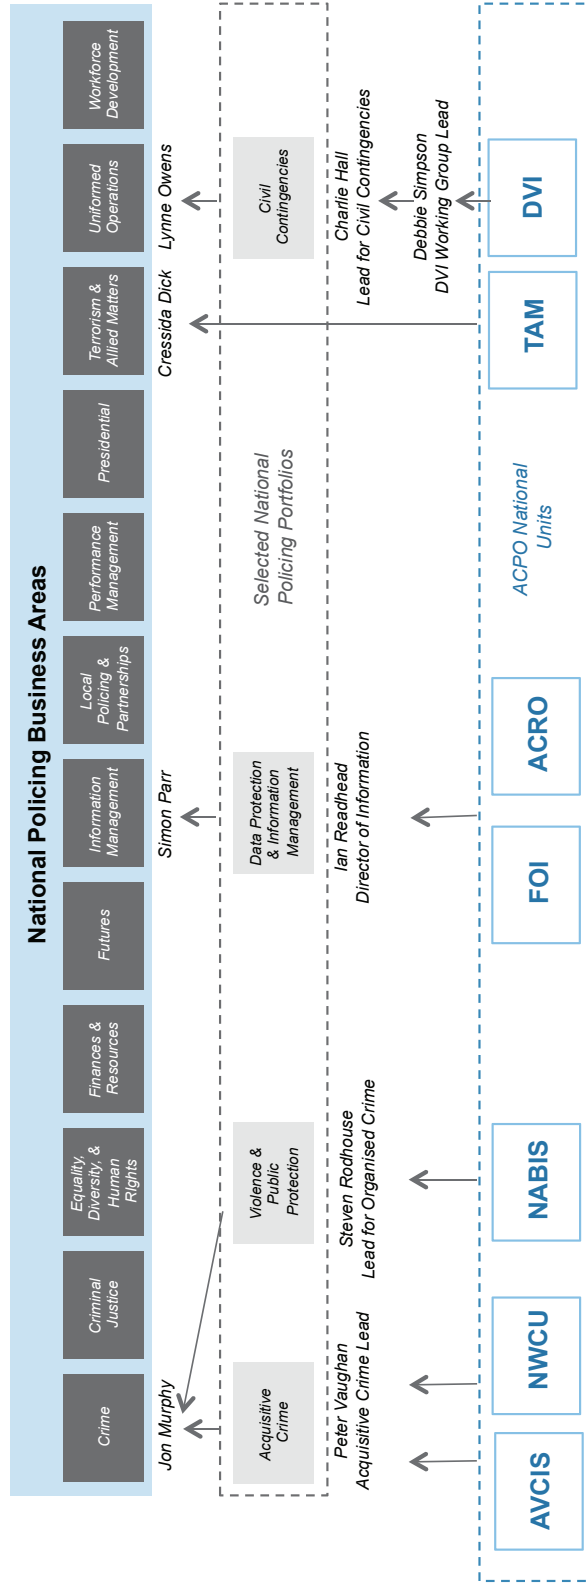 National Policing Business Areas
Crime
Criminal
Justice
Equality,
Diversity, &
Human
RIghts
Finances &
Resources
Futures
Information
Management
Local
Policing &
Partnerships
Performance
Management
Presidential
Terrorism &
Allied Matters
Uniformed
Operations
Workforce
Development
Jon Murphy
Simon Parr
Cressida Dick
Lynne Owens
Acquisitive
Crime
Violence &
Public
Protection
Data Protection
& Information
Management
Selected National
Policing Portfolios
Civil
Contingencies
Peter Vaughan
Acquisitive Crime Lead
Steven Rodhouse
Lead for Organised Crime
Ian Readhead
Director of Information
Charlie Hall
Lead for Civil Contingencies
Debbie Simpson
DVI Working Group Lead
AVCIS
NWCU
NABIS
FOI
ACRO
ACPO National
Units
TAM
DVI